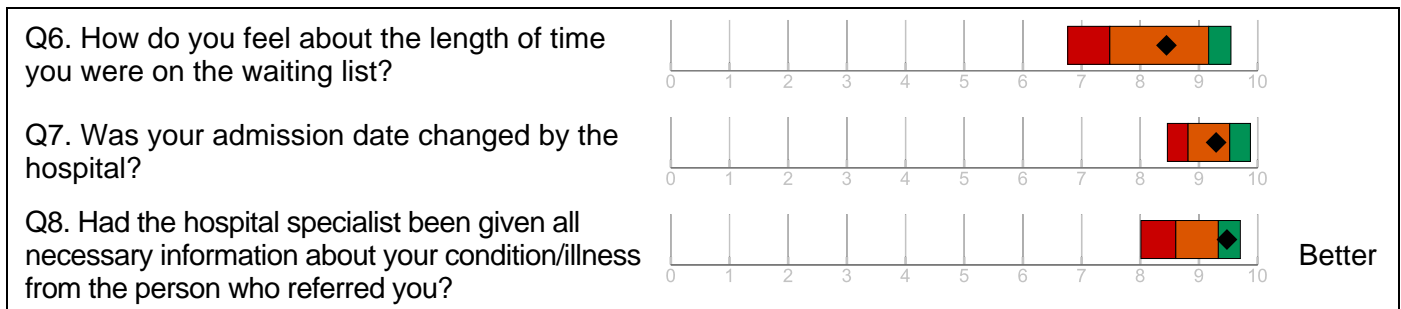 Q6. How do you feel about the length of time
you were on the waiting list?
0 1 2 3 4 5 6 7 8 9 10
Q7. Was your admission date changed by the
hospital?
0 1 2 3 4 5 6 7 8 9 10
Q8. Had the hospital specialist been given all
necessary information about your condition/illness
from the person who referred you?
0 1 2 3 4 5 6 7 8 9 10
Better